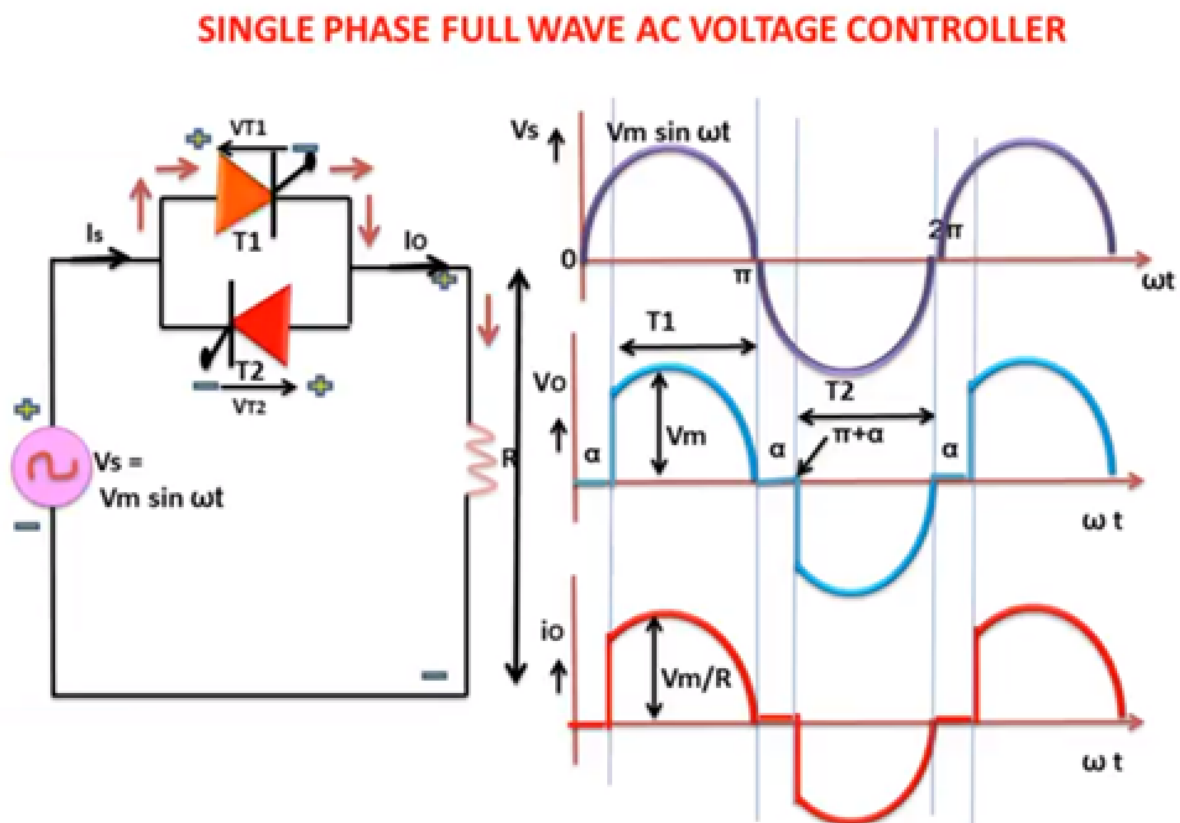 SINGLE PHASE FULL WAVE AC VOLTAGE CONTROLLER
+ VT1 −
T1
Is
Io
+
T2
− +
VT2
+
Vs =
Vm sin ωt
−
R
−
Vs
Vm sin ωt
0
π
2π
ωt
T1
Vo
Vm
T2
α
α
π+α
α
ω t
io
Vm/R
ω t